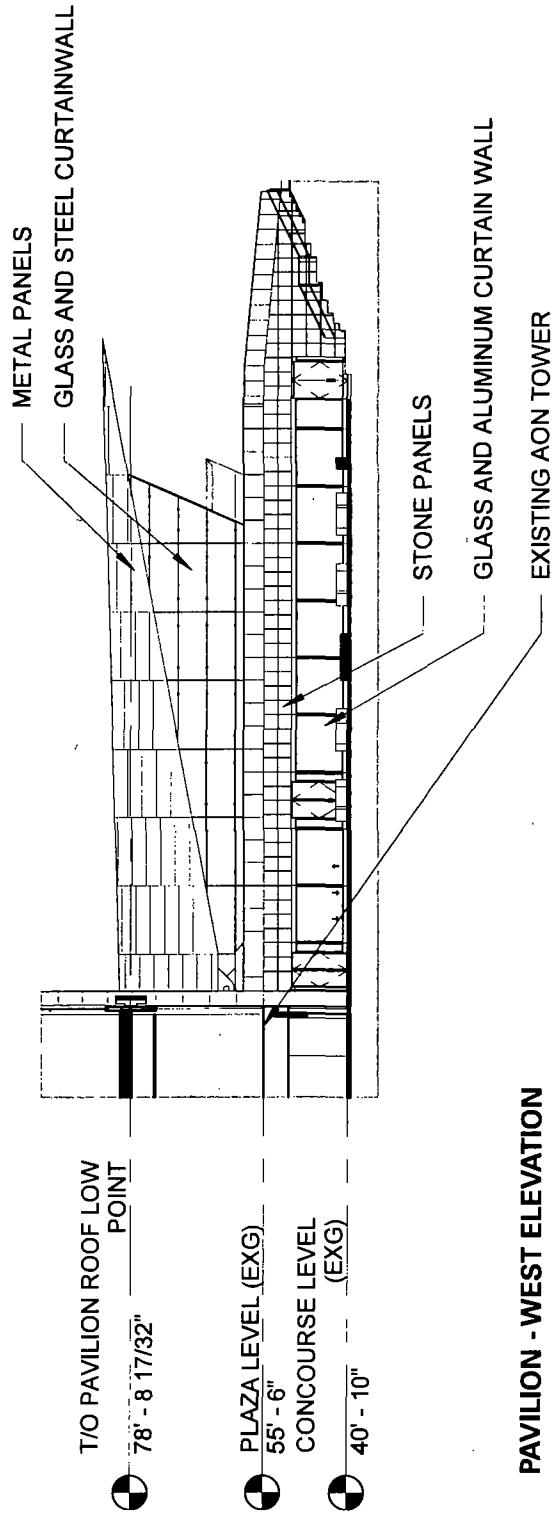 METAL PANELS
GLASS AND STEEL CURTAINWALL
T/O PAVILION ROOF LOW
POINT
78' - 8 17/32"
PLAZA LEVEL (EXG)
55' - 6"
CONCOURSE LEVEL
(EXG)
40' - 10"
STONE PANELS
GLASS AND ALUMINUM CURTAIN WALL
EXISTING AON TOWER
PAVILION - WEST ELEVATION